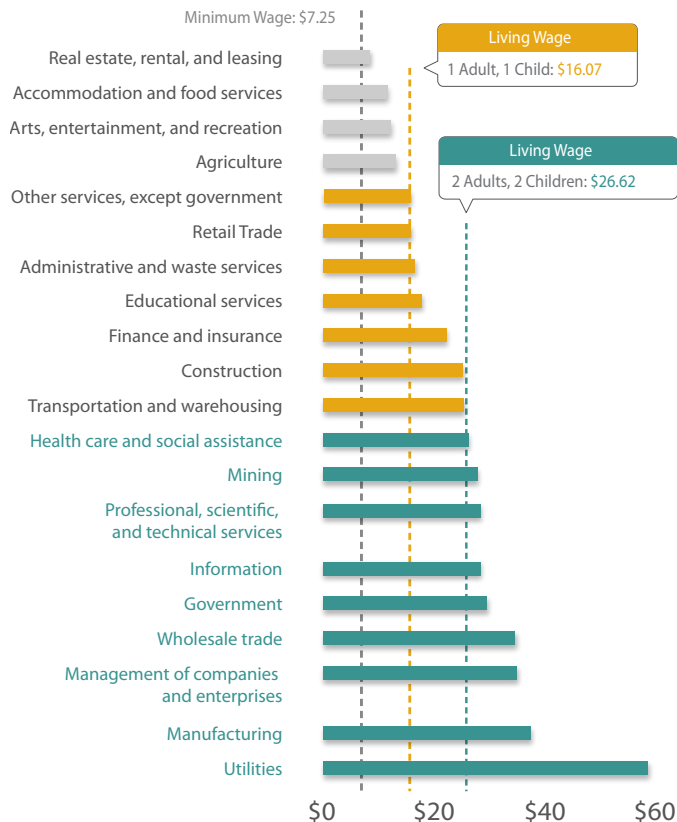 Minimum Wage: $7.25
Living Wage
1 Adult, 1 Child: $16.07
Living Wage
2 Adults, 2 Children: $26.62
Real estate, rental, and leasing
Accommodation and food services
Arts, entertainment, and recreation
Agriculture
Other services, except government
Retail Trade
Administrative and waste services
Educational services
Finance and insurance
Construction
Transportation and warehousing
Health care and social assistance
Mining
Professional, scientific,
and technical services
Information
Government
Wholesale trade
Management of companies
and enterprises
Manufacturing
Utilities
$0 $20 $40 $60